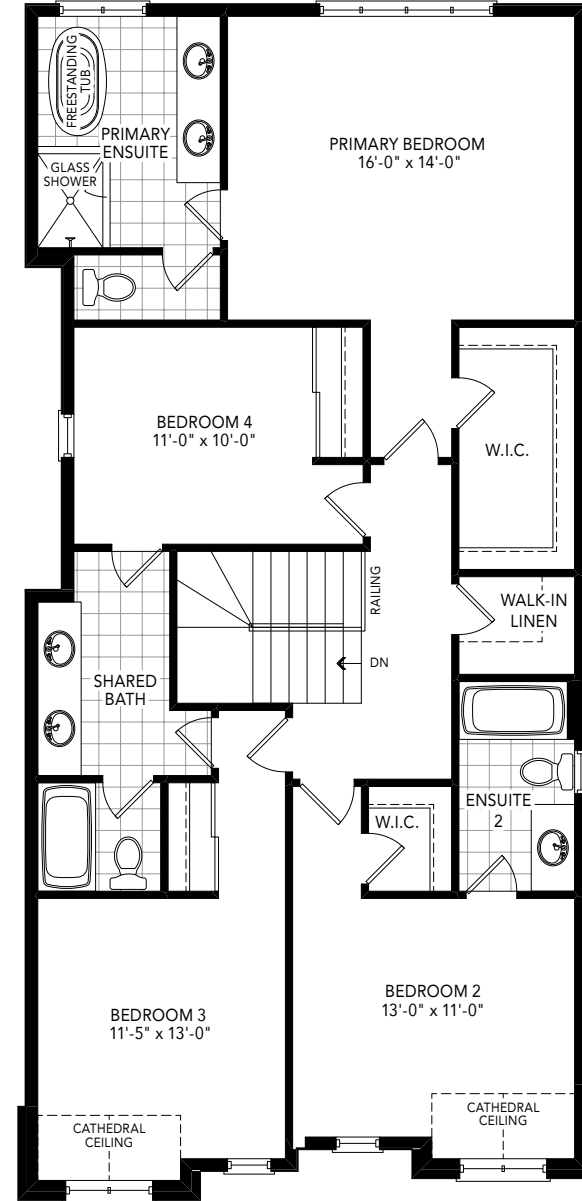 FREESTANDING
TUB
PRIMARY
ENSUITE
GLASS
SHOWER
PRIMARY BEDROOM
16'-0" x 14'-0"
BEDROOM 4
11'-0" x 10'-0"
W.I.C.
RAILING
WALK-IN
LINEN
DN
SHARED
BATH
ENSUITE
2
W.I.C.
BEDROOM 3
11'-5" x 13'-0"
BEDROOM 2
13'-0" x 11'-0"
CATHEDRAL
CEILING
CATHEDRAL
CEILING